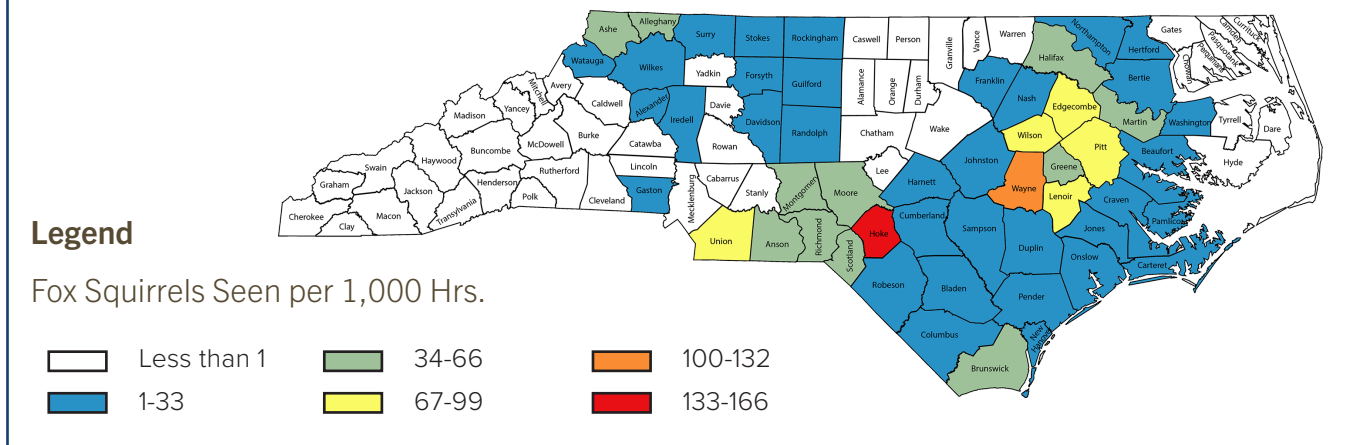 Ashe
Alleghany
Surry
Stokes
Rockingham
Caswell
Person
Granville
Vance
Warren
Northampton
Hertford
Gates
Currituck
Camden
Pasquotank
Perquimans
Chowan
Watauga
Wilkes
Yadkin
Forsyth
Guilford
Alamance
Orange
Durham
Franklin
Halifax
Bertie
Mitchell
Avery
Caldwell
Alexander
Iredell
Davie
Davidson
Randolph
Chatham
Wake
Nash
Edgecombe
Martin
Washington
Tyrrell
Dare
Madison
Yancey
McDowell
Burke
Catawba
Rowan
Johnston
Wilson
Pitt
Beaufort
Hyde
Swain
Haywood
Buncombe
Rutherford
Lincoln
Cabarrus
Stanly
Montgomery
Moore
Lee
Harnett
Wayne
Greene
Lenoir
Craven
Pamlico
Graham
Jackson
Henderson
Polk
Cleveland
Gaston
Mecklenburg
Cherokee
Clay
Macon
Transylvania
Union
Anson
Richmond
Scotland
Hoke
Cumberland
Sampson
Duplin
Jones
Onslow
Carteret
Robeson
Bladen
Pender
Columbus
New
Hanover
Brunswick
Legend
Fox Squirrels Seen per 1,000 Hrs.
Less than 1
34-66
100-132
1-33
67-99
133-166